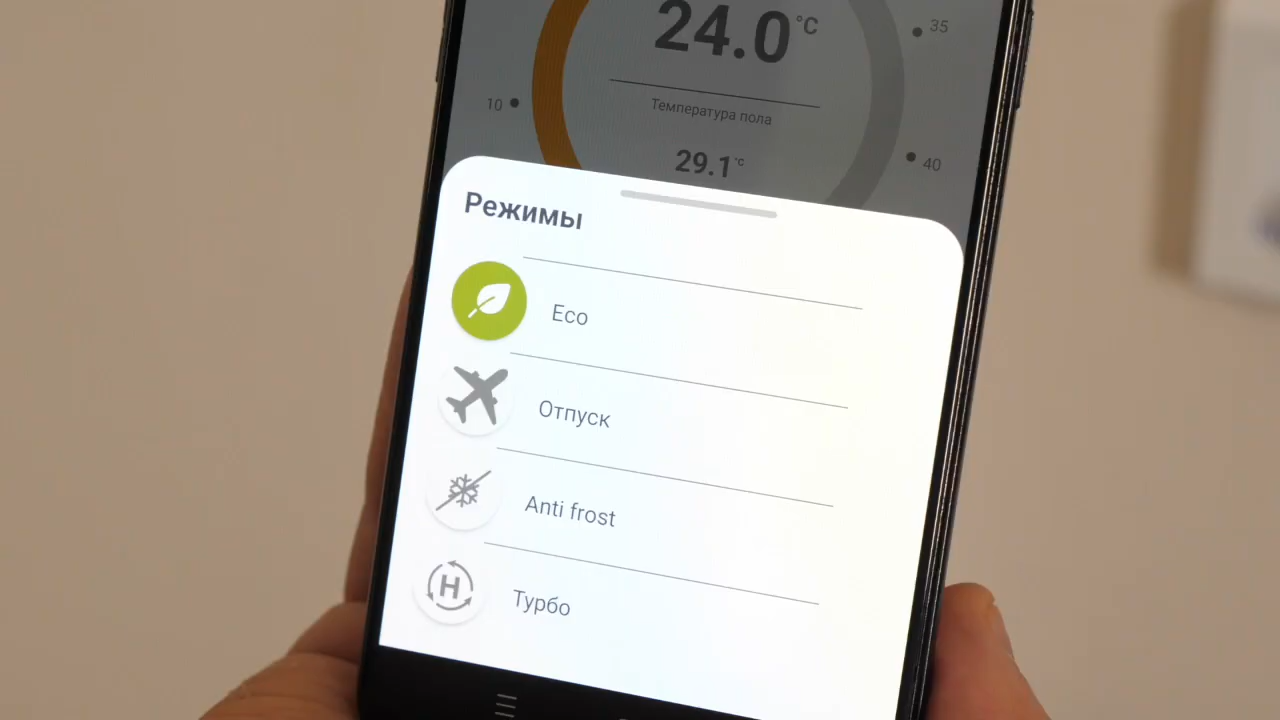 24.0 °C
35
10
Температура пола
29.1 °C
40
Режимы
Eco
Отпуск
Anti frost
H
Турбо